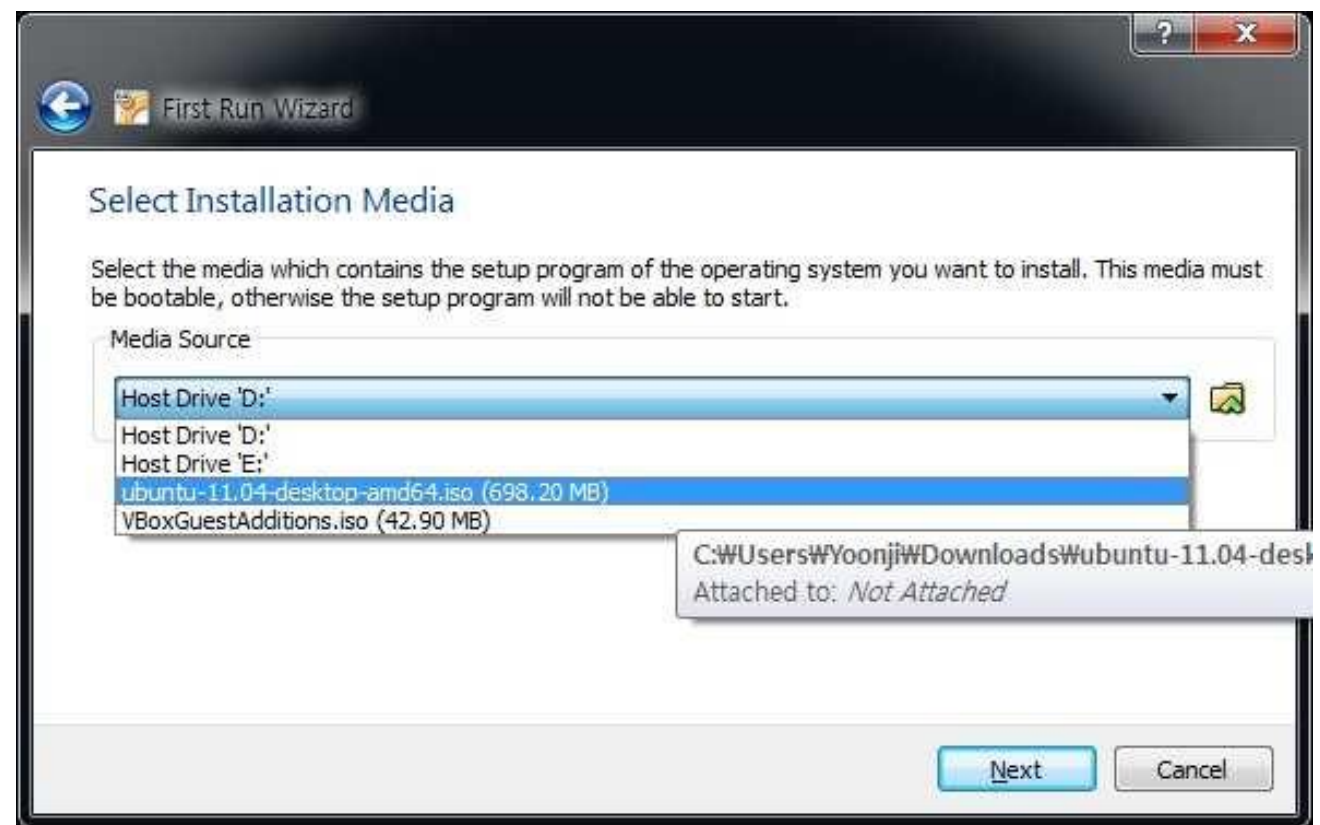 ?
X
First Run Wizard
Select Installation Media
Select the media which contains the setup program of the operating system you want to install. This media must
be bootable, otherwise the setup program will not be able to start.
Media Source
Host Drive 'D:'
Host Drive 'D:'
Host Drive 'E:'
ubuntu-11.04-desktop-amd64.iso (698.20 MB)
VBoxGuestAdditions.iso (42.90 MB)
C:₩Users₩Yoonji₩Downloads₩ubuntu-11.04-desk
Attached to: Not Attached
Next
Cancel